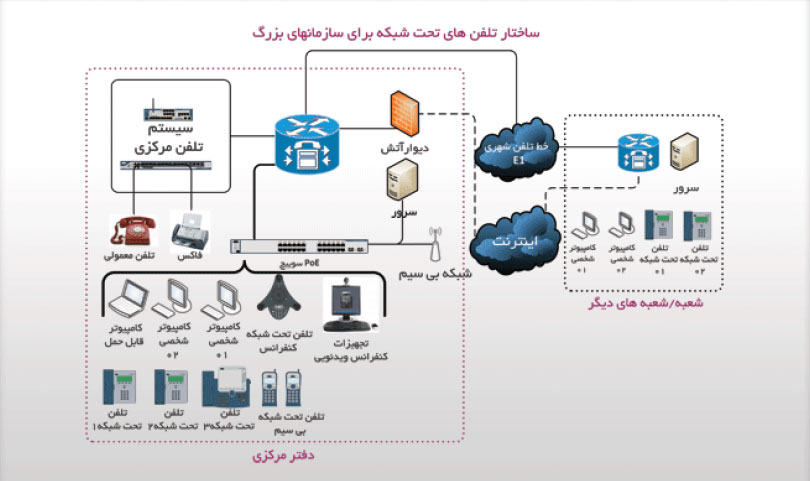 ساختار تلفن های تحت شبکه برای سازمانهای بزرگ
سیستم
تلفن مرکزی
دیوارآتش
خط تلفن شهری
E1
سرور
سرور
تلفن معمولی
فاکس
سوییچ PoE
شبکه بی سیم
اینترنت
کامپیوتر
شخصی
۰۱
کامپیوتر
شخصی
۰۲
تلفن
تحت شبکه
۰۱
تلفن
تحت شبکه
۰۲
شعبه/شعبه های دیگر
کامپیوتر
قابل حمل
کامپیوتر
شخصی
۰۲
کامپیوتر
شخصی
۰۱
تلفن تحت شبکه
کنفرانس
تجهیزات
کنفرانس ویدئویی
تلفن
تحت شبکه۱
تلفن
تحت شبکه۲
تلفن
تحت شبکه۳
تلفن تحت شبکه
بی سیم
دفتر مرکزی